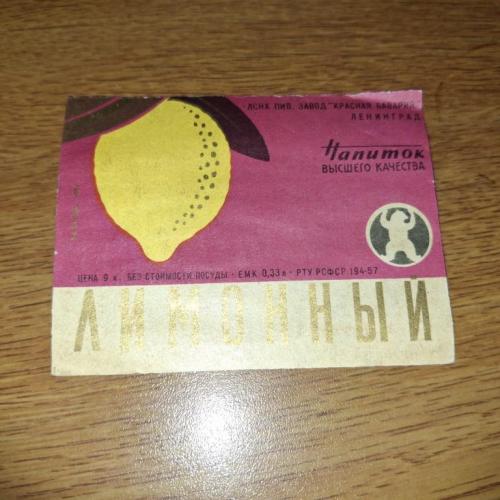 ЛСНХ ПИВ. ЗАВОД "КРАСНАЯ БАВАРИЯ"
ЛЕНИНГРАД
Напиток
ВЫСШЕГО КАЧЕСТВА
ЦЕНА 9 к. БЕЗ СТОИМОСТИ ПОСУДЫ · ЕМК 0,33 л · РТУ РСФСР 194-57
ЛИМОННЫЙ